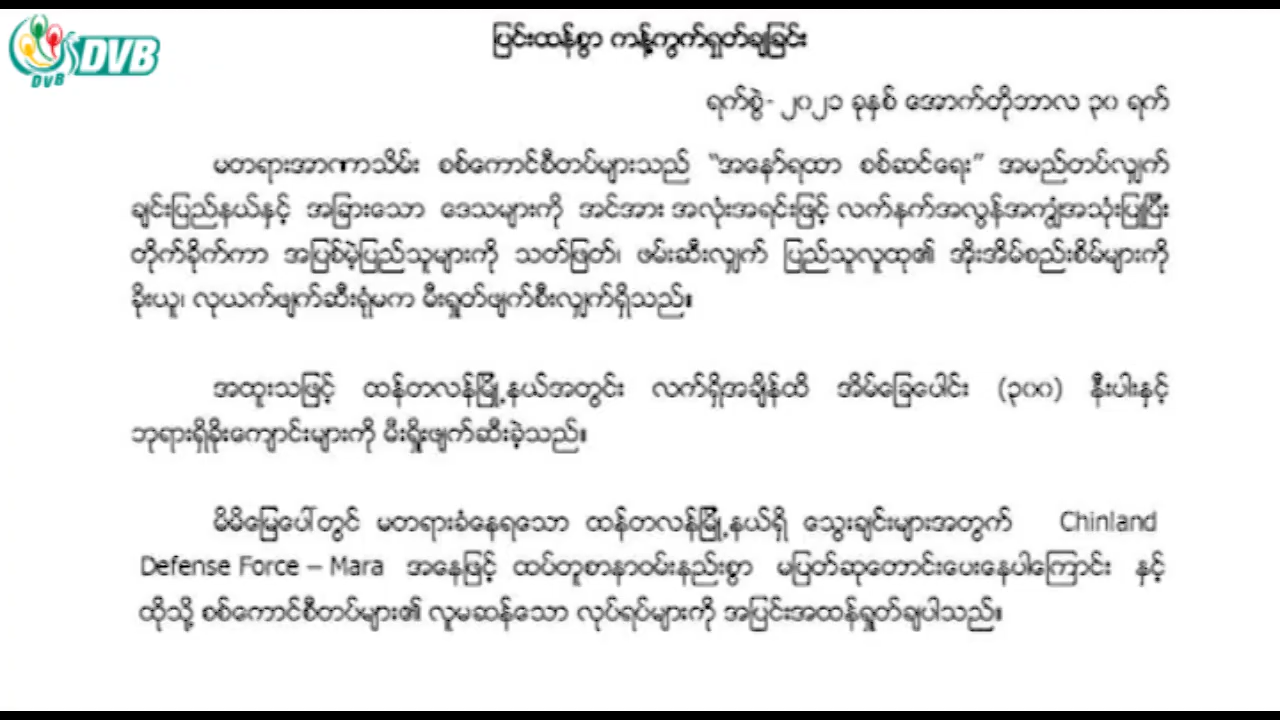 DVB
DVB
ပြင်းထန်စွာ ကန့်ကွက်ရှုတ်ချခြင်း
ရက်စွဲ- ၂၀၂၁ ခုနှစ် အောက်တိုဘာလ ၃၀ ရက်
မတရားအာဏာသိမ်း စစ်ကောင်စီတပ်များသည် “အနော်ရထာ စစ်ဆင်ရေး” အမည်တပ်လျှက်
ချင်းပြည်နယ်နှင့် အခြားသော ဒေသများကို အင်အား အလုံးအရင်းဖြင့် လက်နက်အလွန်အကျွံအသုံးပြုပြီး
တိုက်ခိုက်ကာ အပြစ်မဲ့ပြည်သူများကို သတ်ဖြတ်၊ ဖမ်းဆီးလျှက် ပြည်သူလူထု၏ အိုးအိမ်စည်းစိမ်များကို
ခိုးယူ၊ လုယက်ဖျက်ဆီးရုံမက မီးရှုတ်ဖျက်စီးလျှက်ရှိသည်။
အထူးသဖြင့် ထန်တလန်မြို့နယ်အတွင်း လက်ရှိအချိန်ထိ အိမ်ခြေပေါင်း (၃၀၀) နီးပါးနှင့်
ဘုရားရှိခိုးကျောင်းများကို မီးရှိူးဖျက်ဆီးခဲ့သည်။
မိမိမြေပေါ်တွင် မတရားခံနေရသော ထန်တလန်မြို့နယ်ရှိ သွေးချင်းများအတွက် Chinland
Defense Force – Mara အနေဖြင့် ထပ်တူစာနာဝမ်းနည်းစွာ မပြတ်ဆုတောင်းပေးနေပါကြောင်း နှင့်
ထိုသို့ စစ်ကောင်စီတပ်များ၏ လူမဆန်သော လုပ်ရပ်များကို အပြင်းအထန်ရှုတ်ချပါသည်။